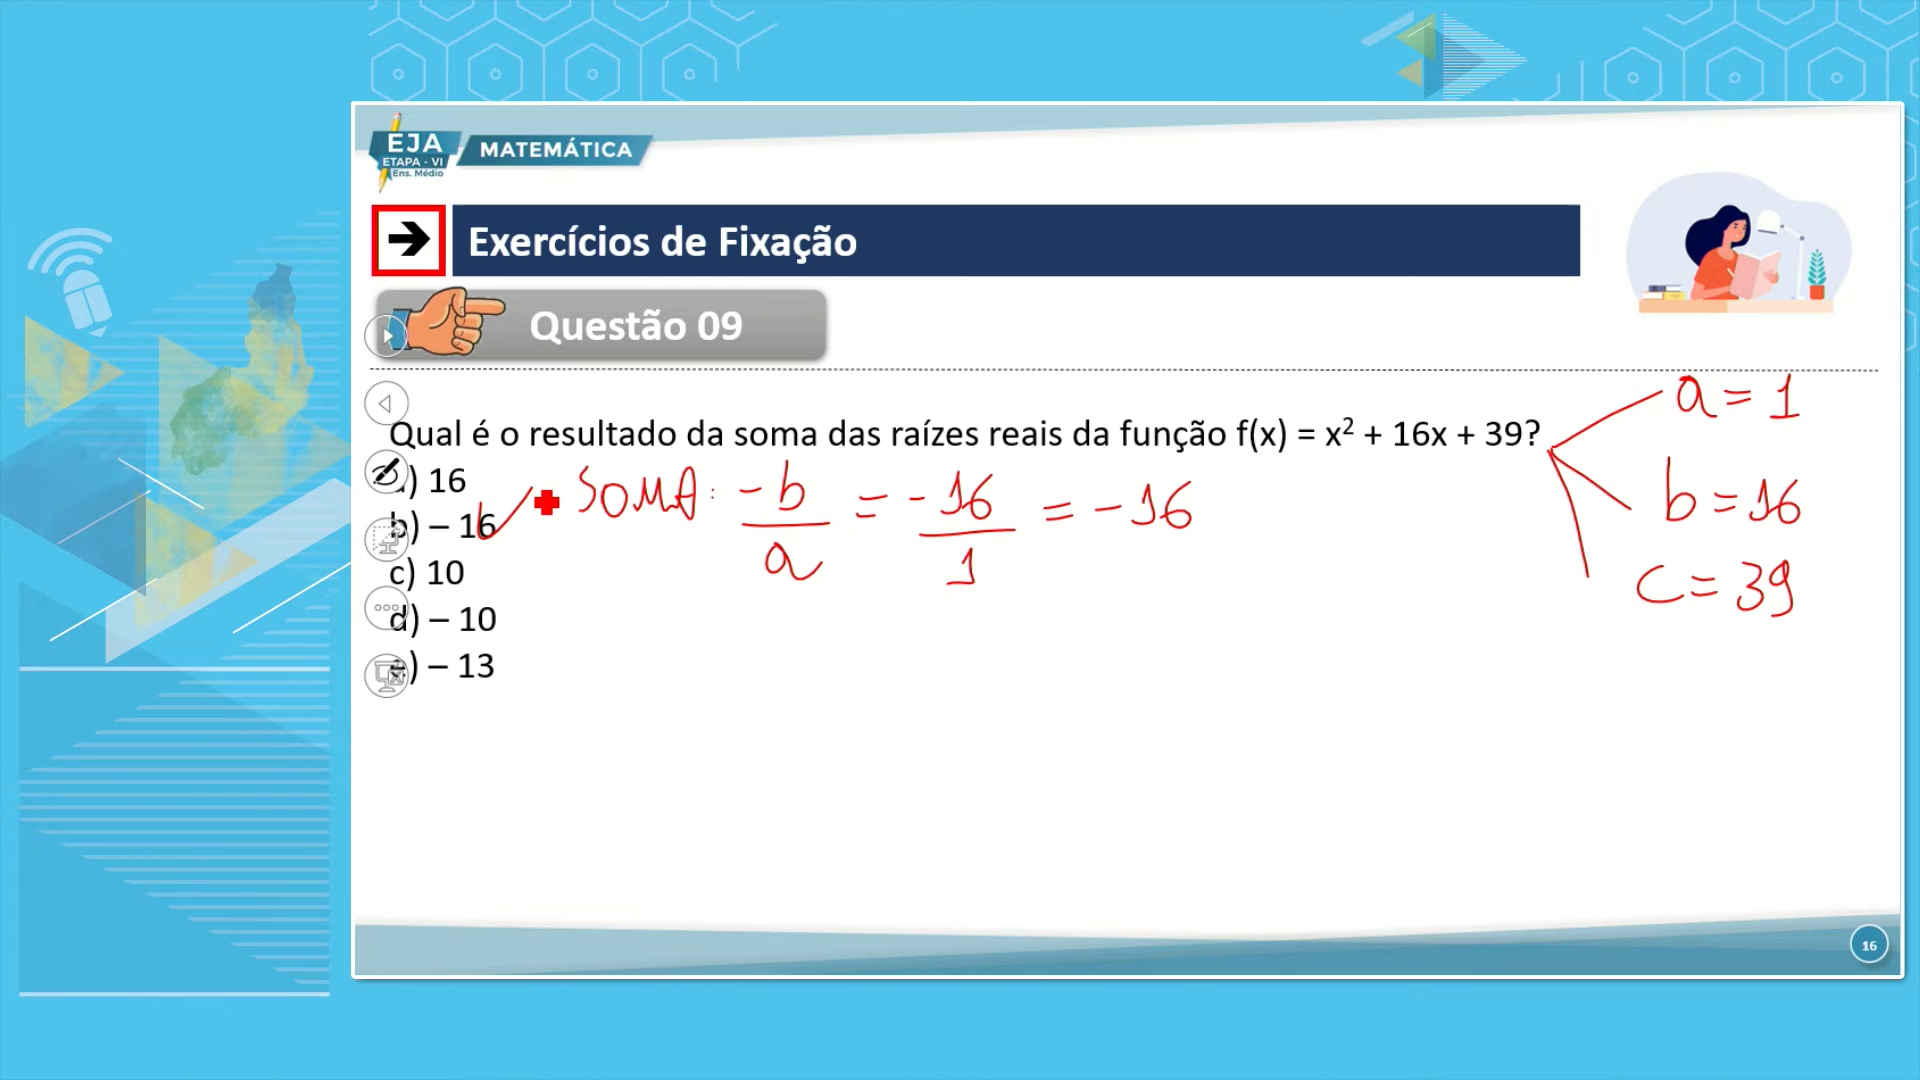 EJA
ETAPA - VI
Ens. Médio
MATEMÁTICA
Exercícios de Fixação
Questão 09
Qual é o resultado da soma das raízes reais da função f(x) = x² + 16x + 39?
a) 16
b) – 16
c) 10
d) – 10
e) – 13
SOMA: -b/a = -16/1 = -16
a = 1
b = 16
c = 39
16